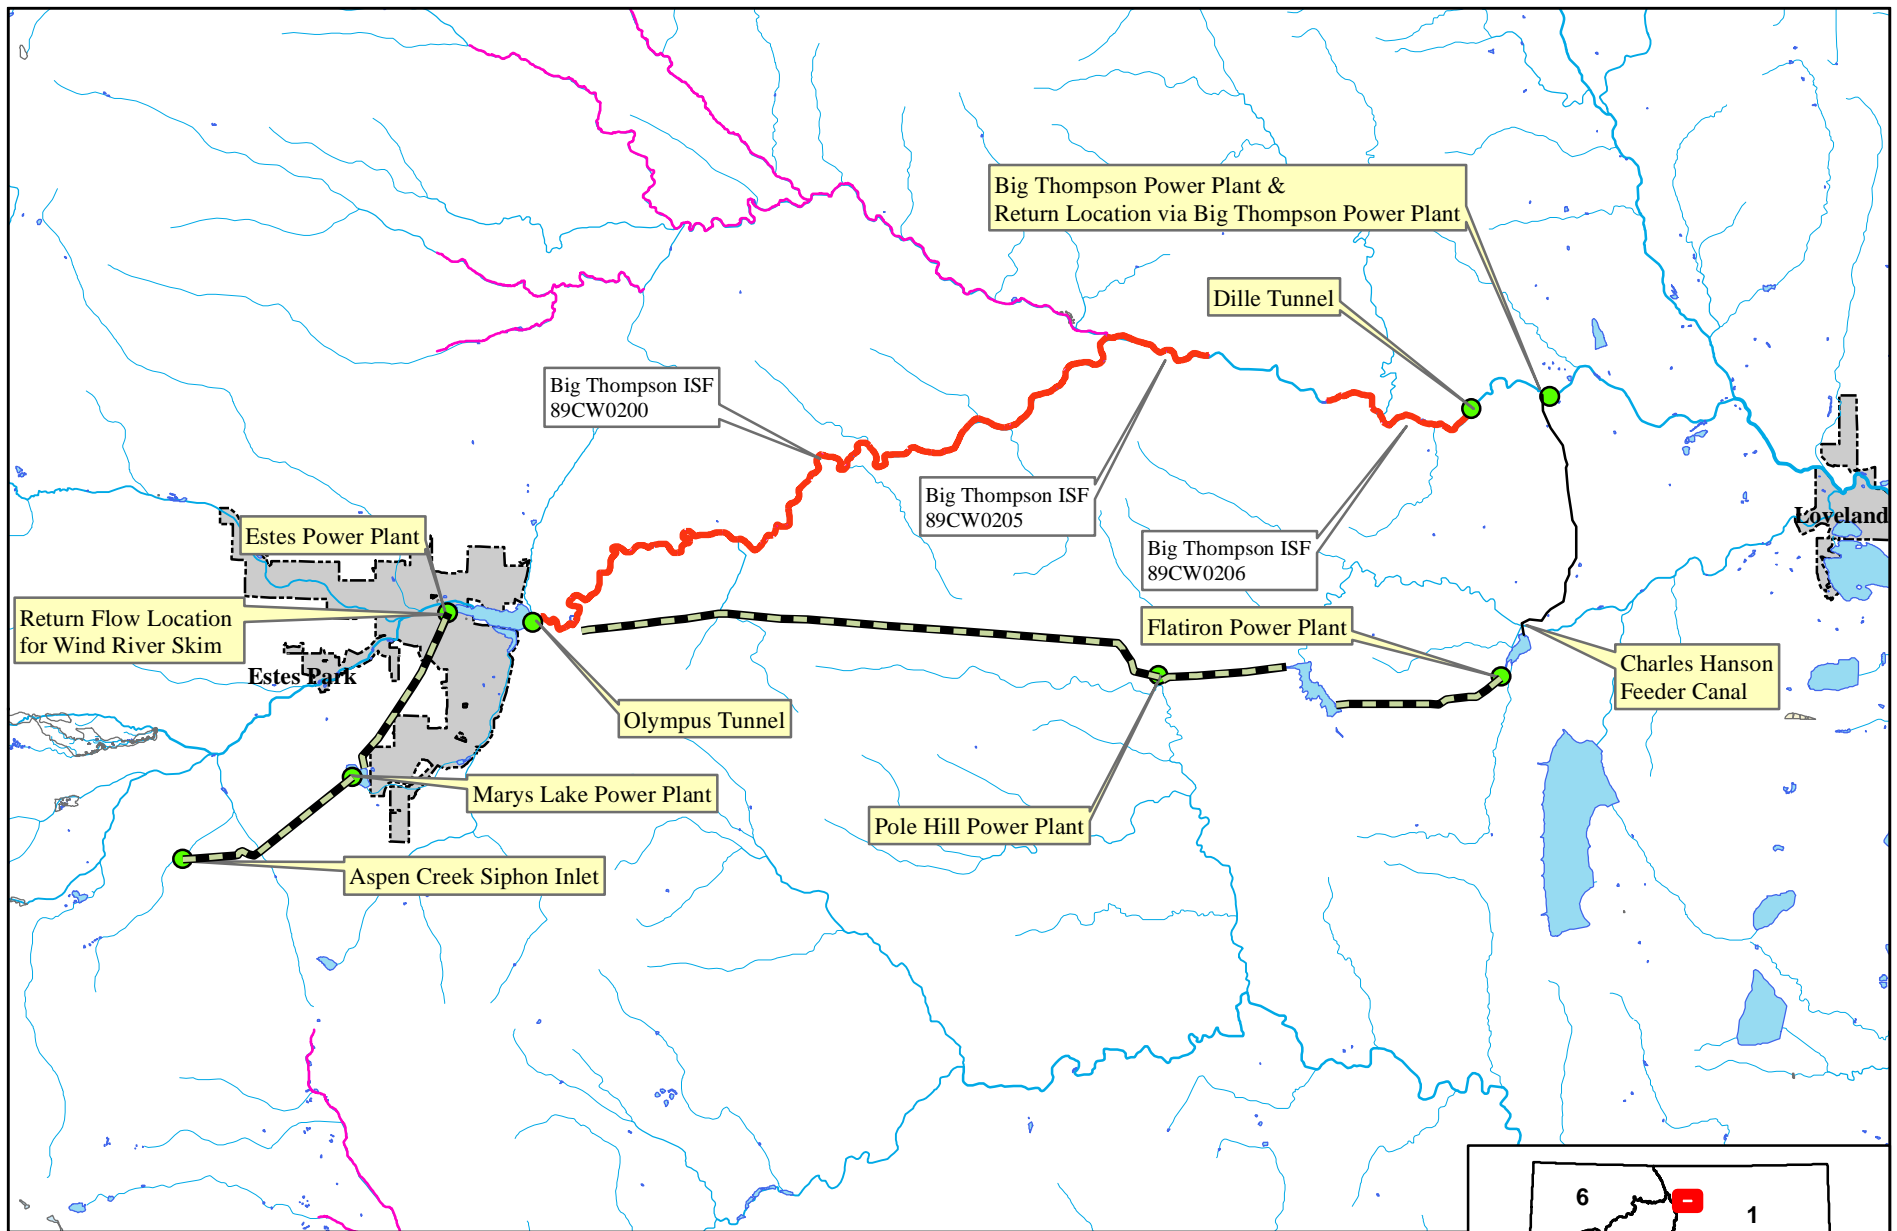 Big Thompson Power Plant &
Return Location via Big Thompson Power Plant
Dille Tunnel
Big Thompson ISF
89CW0200
Big Thompson ISF
89CW0205
Big Thompson ISF
89CW0206
Loveland
Estes Power Plant
Return Flow Location
for Wind River Skim
Estes Park
Flatiron Power Plant
Charles Hanson
Feeder Canal
Olympus Tunnel
Marys Lake Power Plant
Pole Hill Power Plant
Aspen Creek Siphon Inlet
6
1